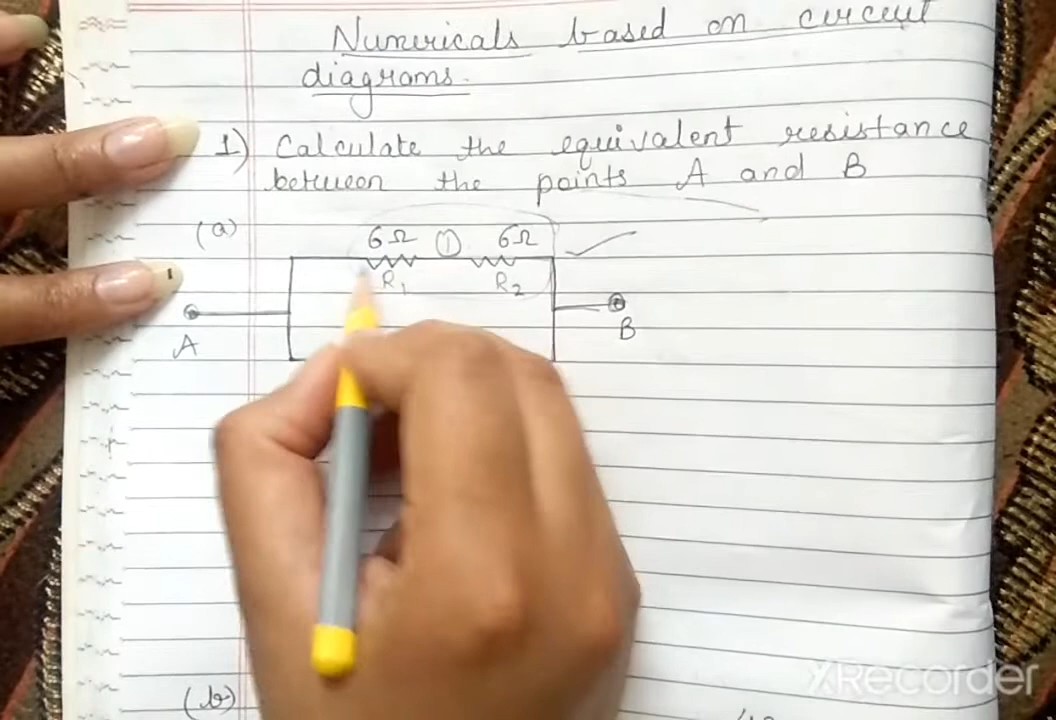 Numericals based on circuit
diagrams.
1) Calculate the equivalent resistance
between the points A and B
(a)
6Ω ① 6Ω
R1 R2
A
B
(b)
XRecorder